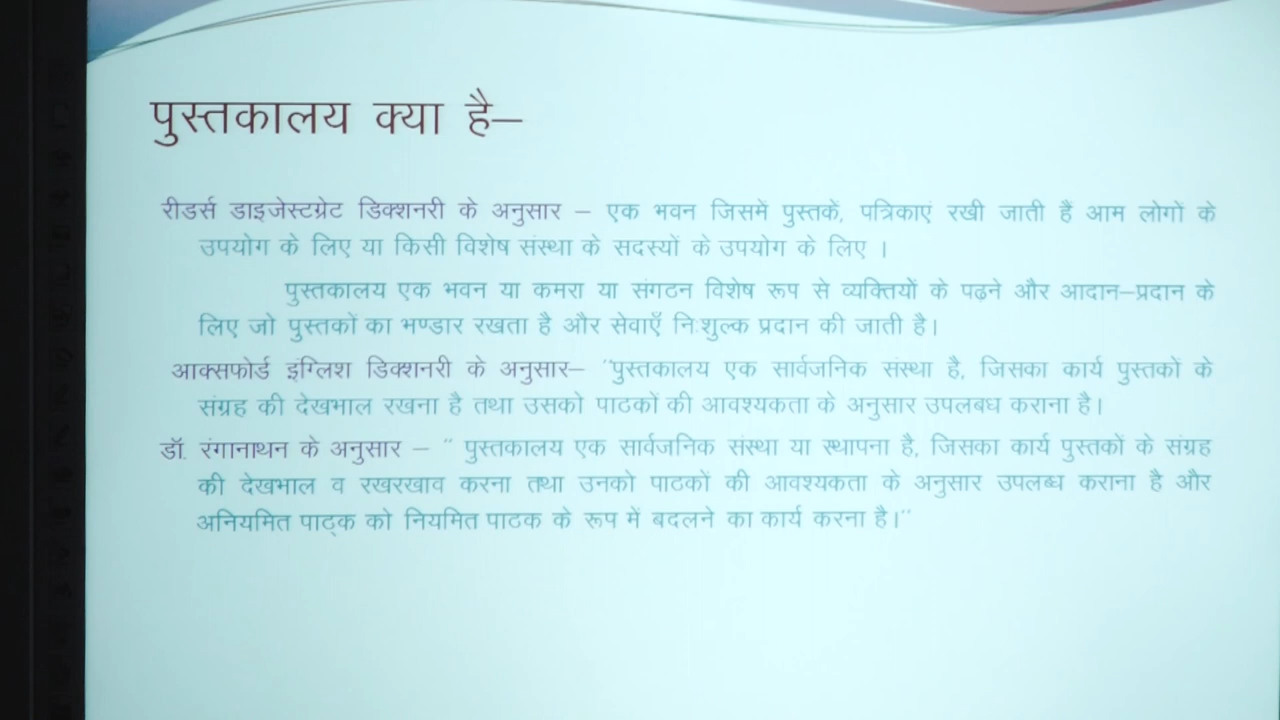 पुस्तकालय क्या है–
रीडर्स डाइजेस्टग्रेट डिक्शनरी के अनुसार – एक भवन जिसमें पुस्तकें, पत्रिकाएं रखी जाती हैं आम लोगों के
उपयोग के लिए या किसी विशेष संस्था के सदस्यों के उपयोग के लिए ।
पुस्तकालय एक भवन या कमरा या संगठन विशेष रूप से व्यक्तियों के पढ़ने और आदान–प्रदान के
लिए जो पुस्तकों का भण्डार रखता है और सेवाएँ निःशुल्क प्रदान की जाती है।
आक्सफोर्ड इंग्लिश डिक्शनरी के अनुसार– "पुस्तकालय एक सार्वजनिक संस्था है, जिसका कार्य पुस्तकों के
संग्रह की देखभाल रखना है तथा उसको पाठकों की आवश्यकता के अनुसार उपलबध कराना है।
डॉ. रंगानाथन के अनुसार – " पुस्तकालय एक सार्वजनिक संस्था या स्थापना है, जिसका कार्य पुस्तकों के संग्रह
की देखभाल व रखरखाव करना तथा उनको पाठकों की आवश्यकता के अनुसार उपलब्ध कराना है और
अनियमित पाठ्क को नियमित पाठक के रूप में बदलने का कार्य करना है।"